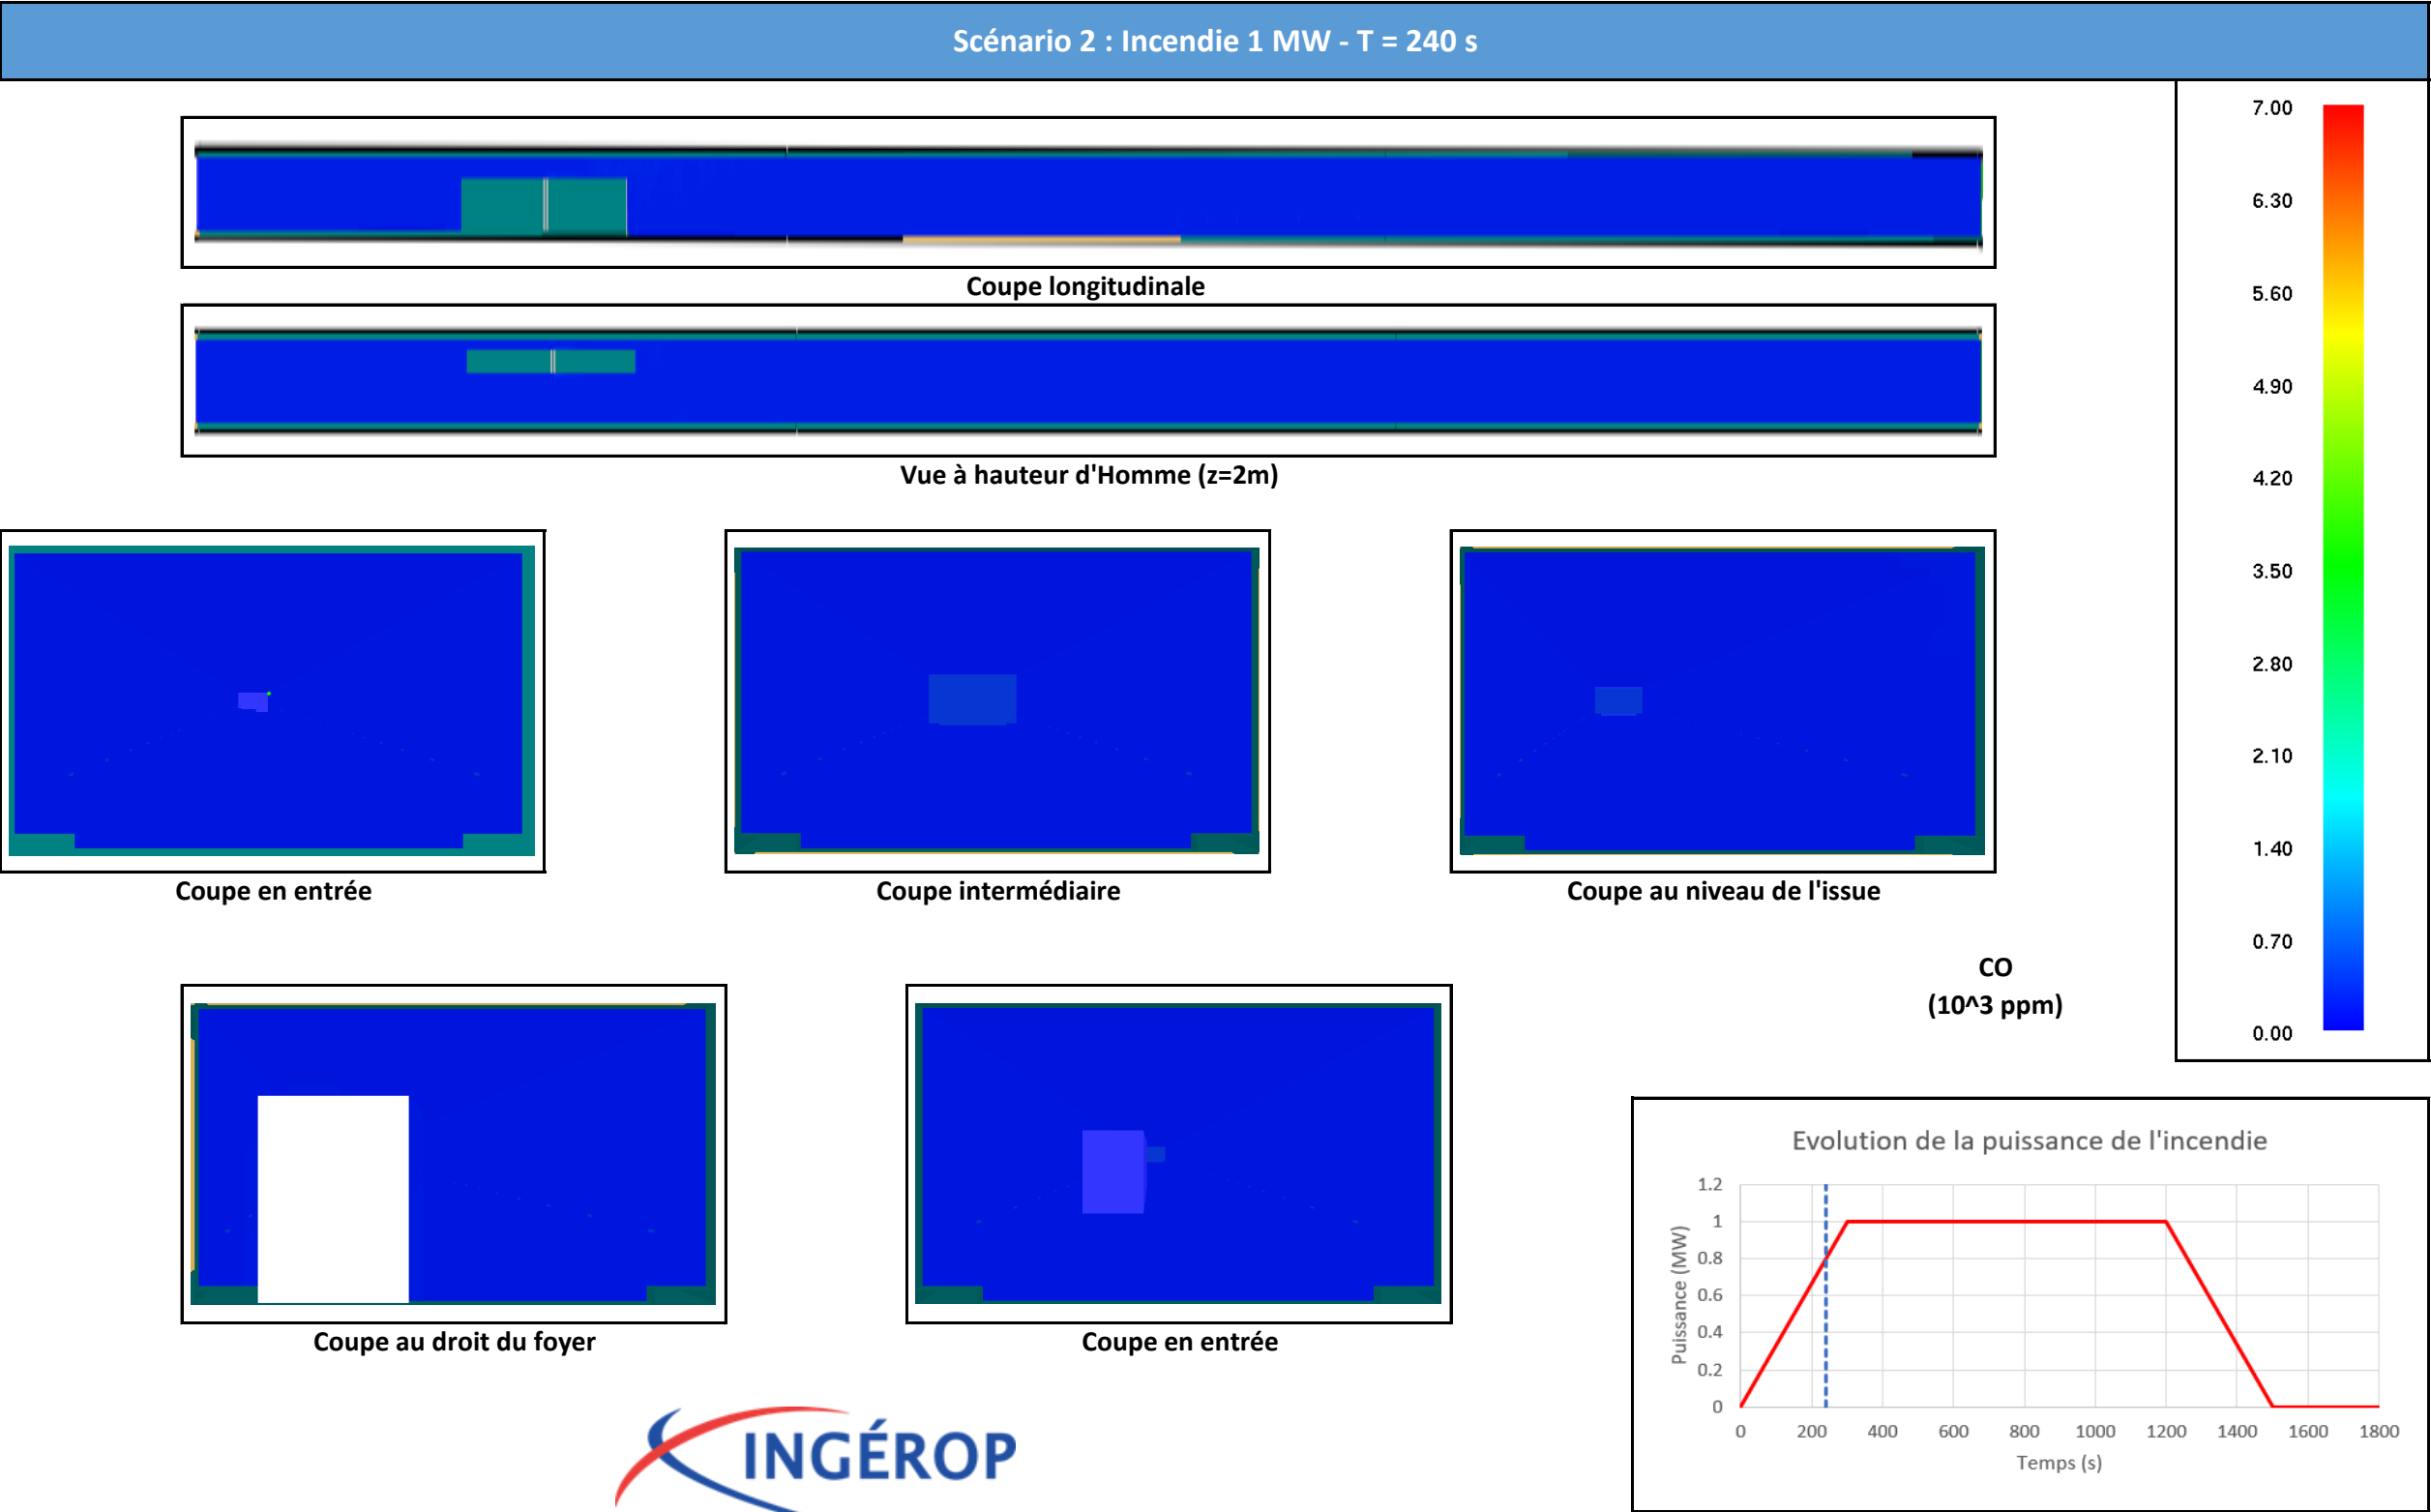 Scénario 2 : Incendie 1 MW - T = 240 s
Coupe longitudinale
Vue à hauteur d'Homme (z=2m)
Coupe en entrée
Coupe intermédiaire
Coupe au niveau de l'issue
Coupe au droit du foyer
Coupe en entrée
7.00
6.30
5.60
4.90
4.20
3.50
2.80
2.10
1.40
0.70
0.00
CO
(10^3 ppm)
Evolution de la puissance de l'incendie
Puissance (MW)
1.2
1
0.8
0.6
0.4
0.2
0
0 200 400 600 800 1000 1200 1400 1600 1800
Temps (s)
INGÉROP